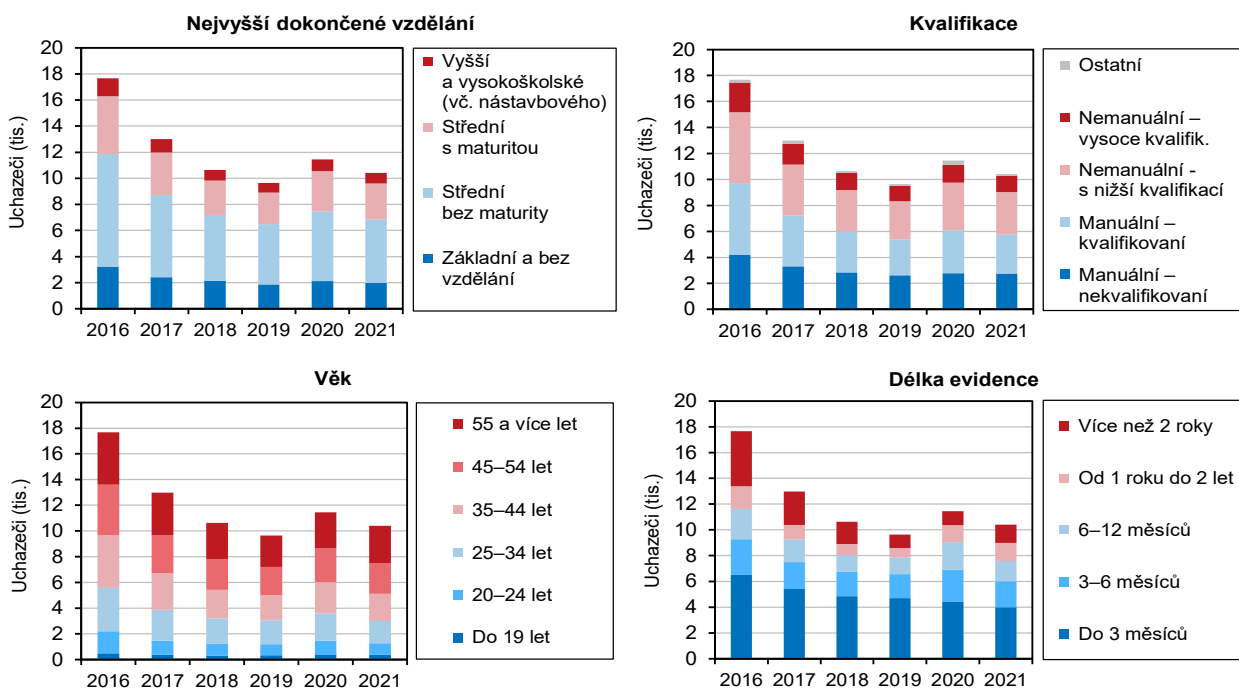 Nejvyšší dokončené vzdělání
Uchazeči (tis.)
20
18
16
14
12
10
8
6
4
2
0
2016 2017 2018 2019 2020 2021
Vyšší
a vysokoškolské
(vč. nástavbového)
Střední
s maturitou
Střední
bez maturity
Základní a bez
vzdělání
Kvalifikace
Uchazeči (tis.)
20
18
16
14
12
10
8
6
4
2
0
2016 2017 2018 2019 2020 2021
Ostatní
Nemanuální –
vysoce kvalifik.
Nemanuální -
s nižší kvalifikací
Manuální –
kvalifikovaní
Manuální –
nekvalifikovaní
Věk
Uchazeči (tis.)
20
18
16
14
12
10
8
6
4
2
0
2016 2017 2018 2019 2020 2021
55 a více let
45–54 let
35–44 let
25–34 let
20–24 let
Do 19 let
Délka evidence
Uchazeči (tis.)
20
18
16
14
12
10
8
6
4
2
0
2016 2017 2018 2019 2020 2021
Více než 2 roky
Od 1 roku do 2 let
6–12 měsíců
3–6 měsíců
Do 3 měsíců